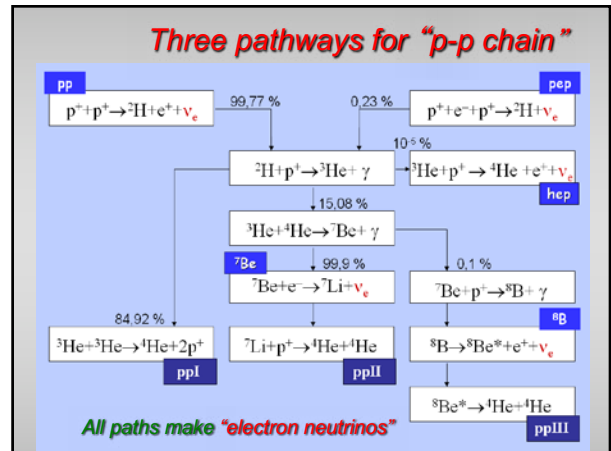 Three pathways for “p-p chain”
pp
pep
p⁺+p⁺→²H+e⁺+νₑ
99,77 %
0,23 %
p⁺+e⁻+p⁺→²H+νₑ
10⁻⁵ %
²H+p⁺→³He+ γ
³He+p⁺→⁴He +e⁺+νₑ
hep
15,08 %
³He+⁴He→⁷Be+ γ
⁷Be
99,9 %
0,1 %
⁷Be+e⁻→⁷Li+νₑ
⁷Be+p⁺→⁸B+ γ
84,92 %
⁸B
³He+³He→⁴He+2p⁺
⁷Li+p⁺→⁴He+⁴He
⁸B→⁸Be*+e⁺+νₑ
ppI
ppII
⁸Be*→⁴He+⁴He
ppIII
All paths make “electron neutrinos”